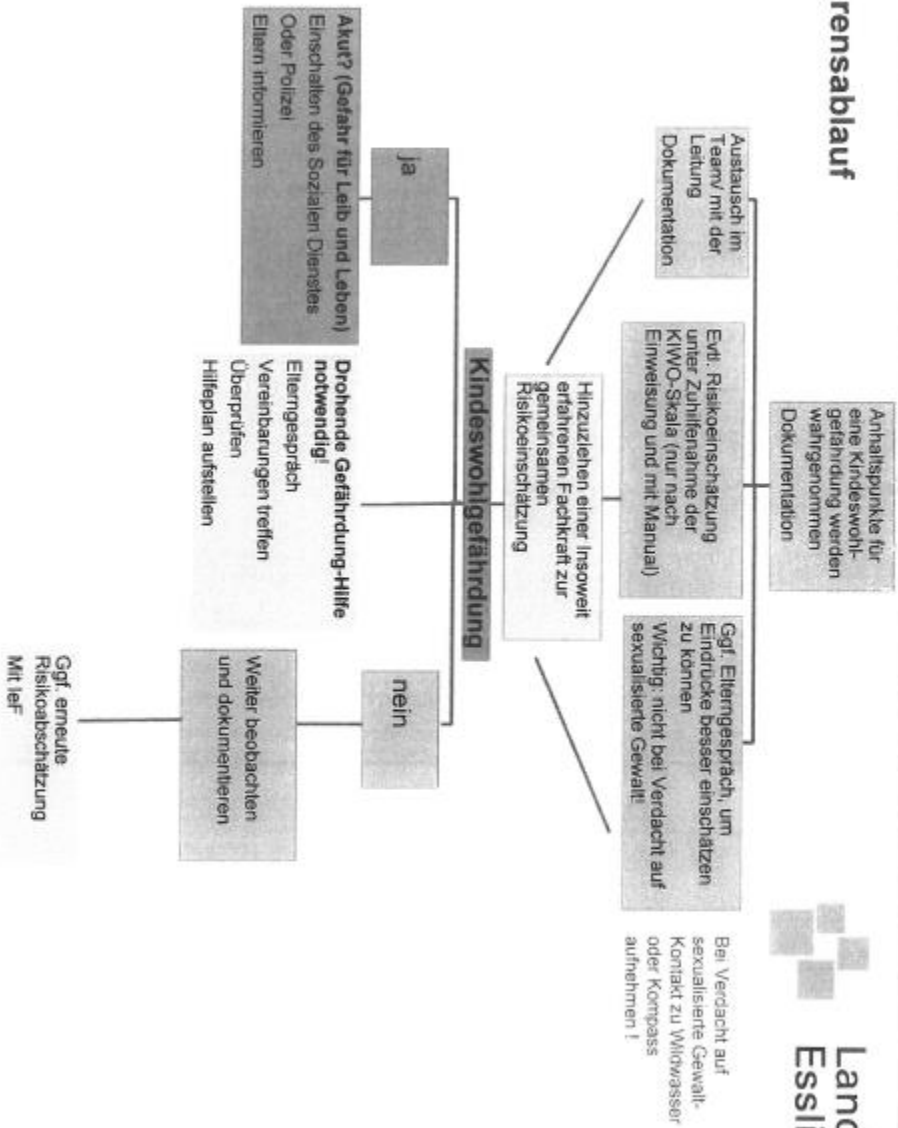 rensablauf
Anhaltspunkte für
eine Kindeswohl-
gefährdung werden
wahrgenommen
Dokumentation
Austausch im
Team/ mit der
Leitung
Dokumentation
Evtl. Risikoeinschätzung
unter Zuhilfenahme der
KIWO-Skala (nur nach
Einweisung und mit Manual)
Ggf. Elterngespräch, um
Eindrücke besser einschätzen
zu können
Wichtig: nicht bei Verdacht auf
sexualisierte Gewalt!
Bei Verdacht auf
sexualisierte Gewalt-
Kontakt zu Wildwasser
oder Kompass
aufnehmen !
Hinzuziehen einer Insoweit
erfahrenen Fachkraft zur
gemeinsamen
Risikoeinschätzung
Kindeswohlgefährdung
ja
nein
Akut? (Gefahr für Leib und Leben)
Einschalten des Sozialen Dienstes
Oder Polizei
Eltern informieren
Drohende Gefährdung-Hilfe
notwendig!
Elterngespräch
Vereinbarungen treffen
Überprüfen
Hilfeplan aufstellen
Weiter beobachten
und dokumentieren
Ggf. erneute
Risikoabschätzung
Mit IeF